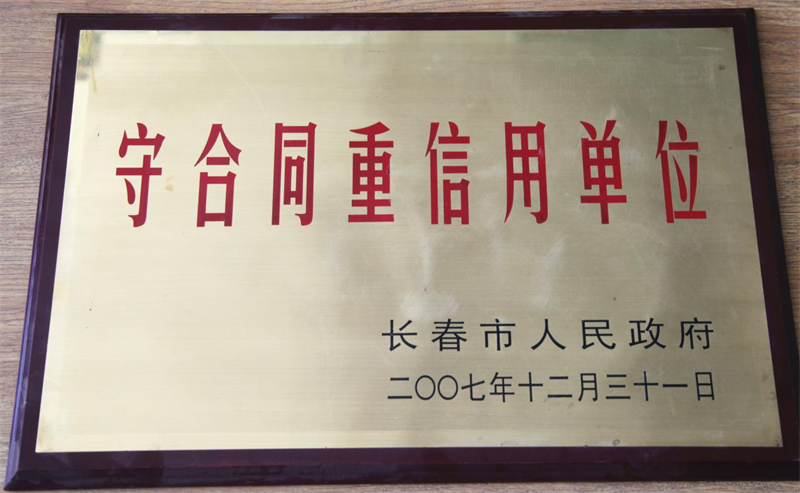 守合同重信用单位
长春市人民政府
二〇〇七年十二月三十一日